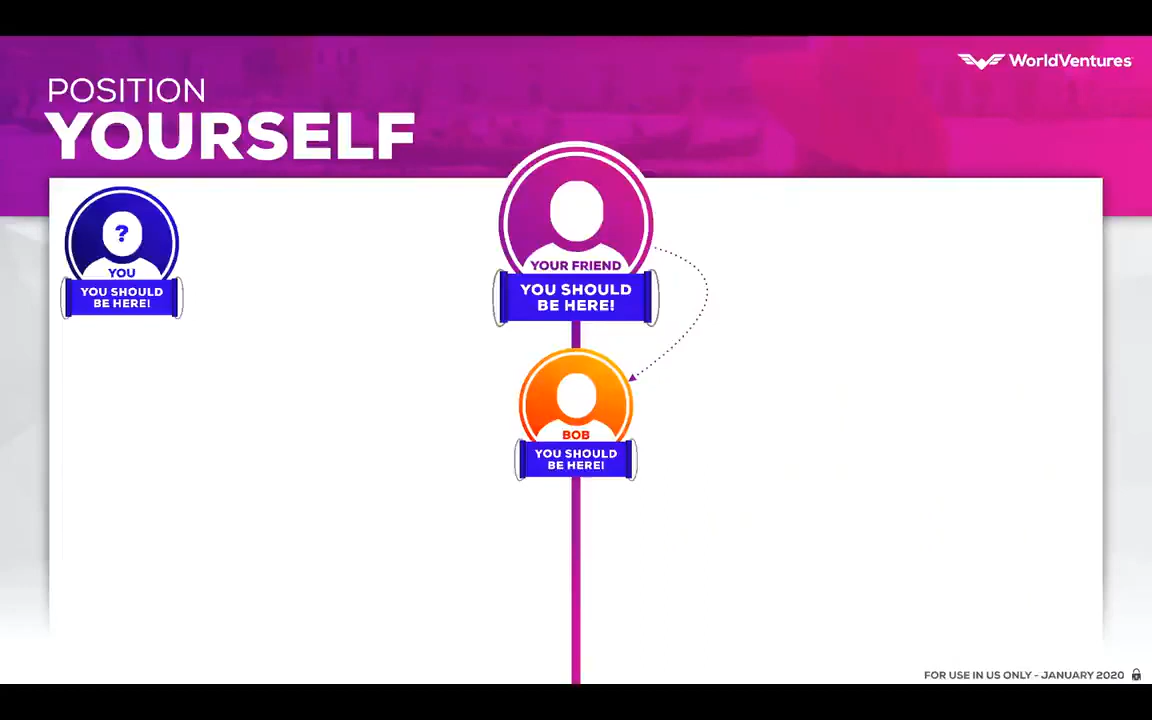 WorldVentures
POSITION
YOURSELF
?
YOU
YOU SHOULD
BE HERE!
YOUR FRIEND
YOU SHOULD
BE HERE!
BOB
YOU SHOULD
BE HERE!
FOR USE IN US ONLY - JANUARY 2020